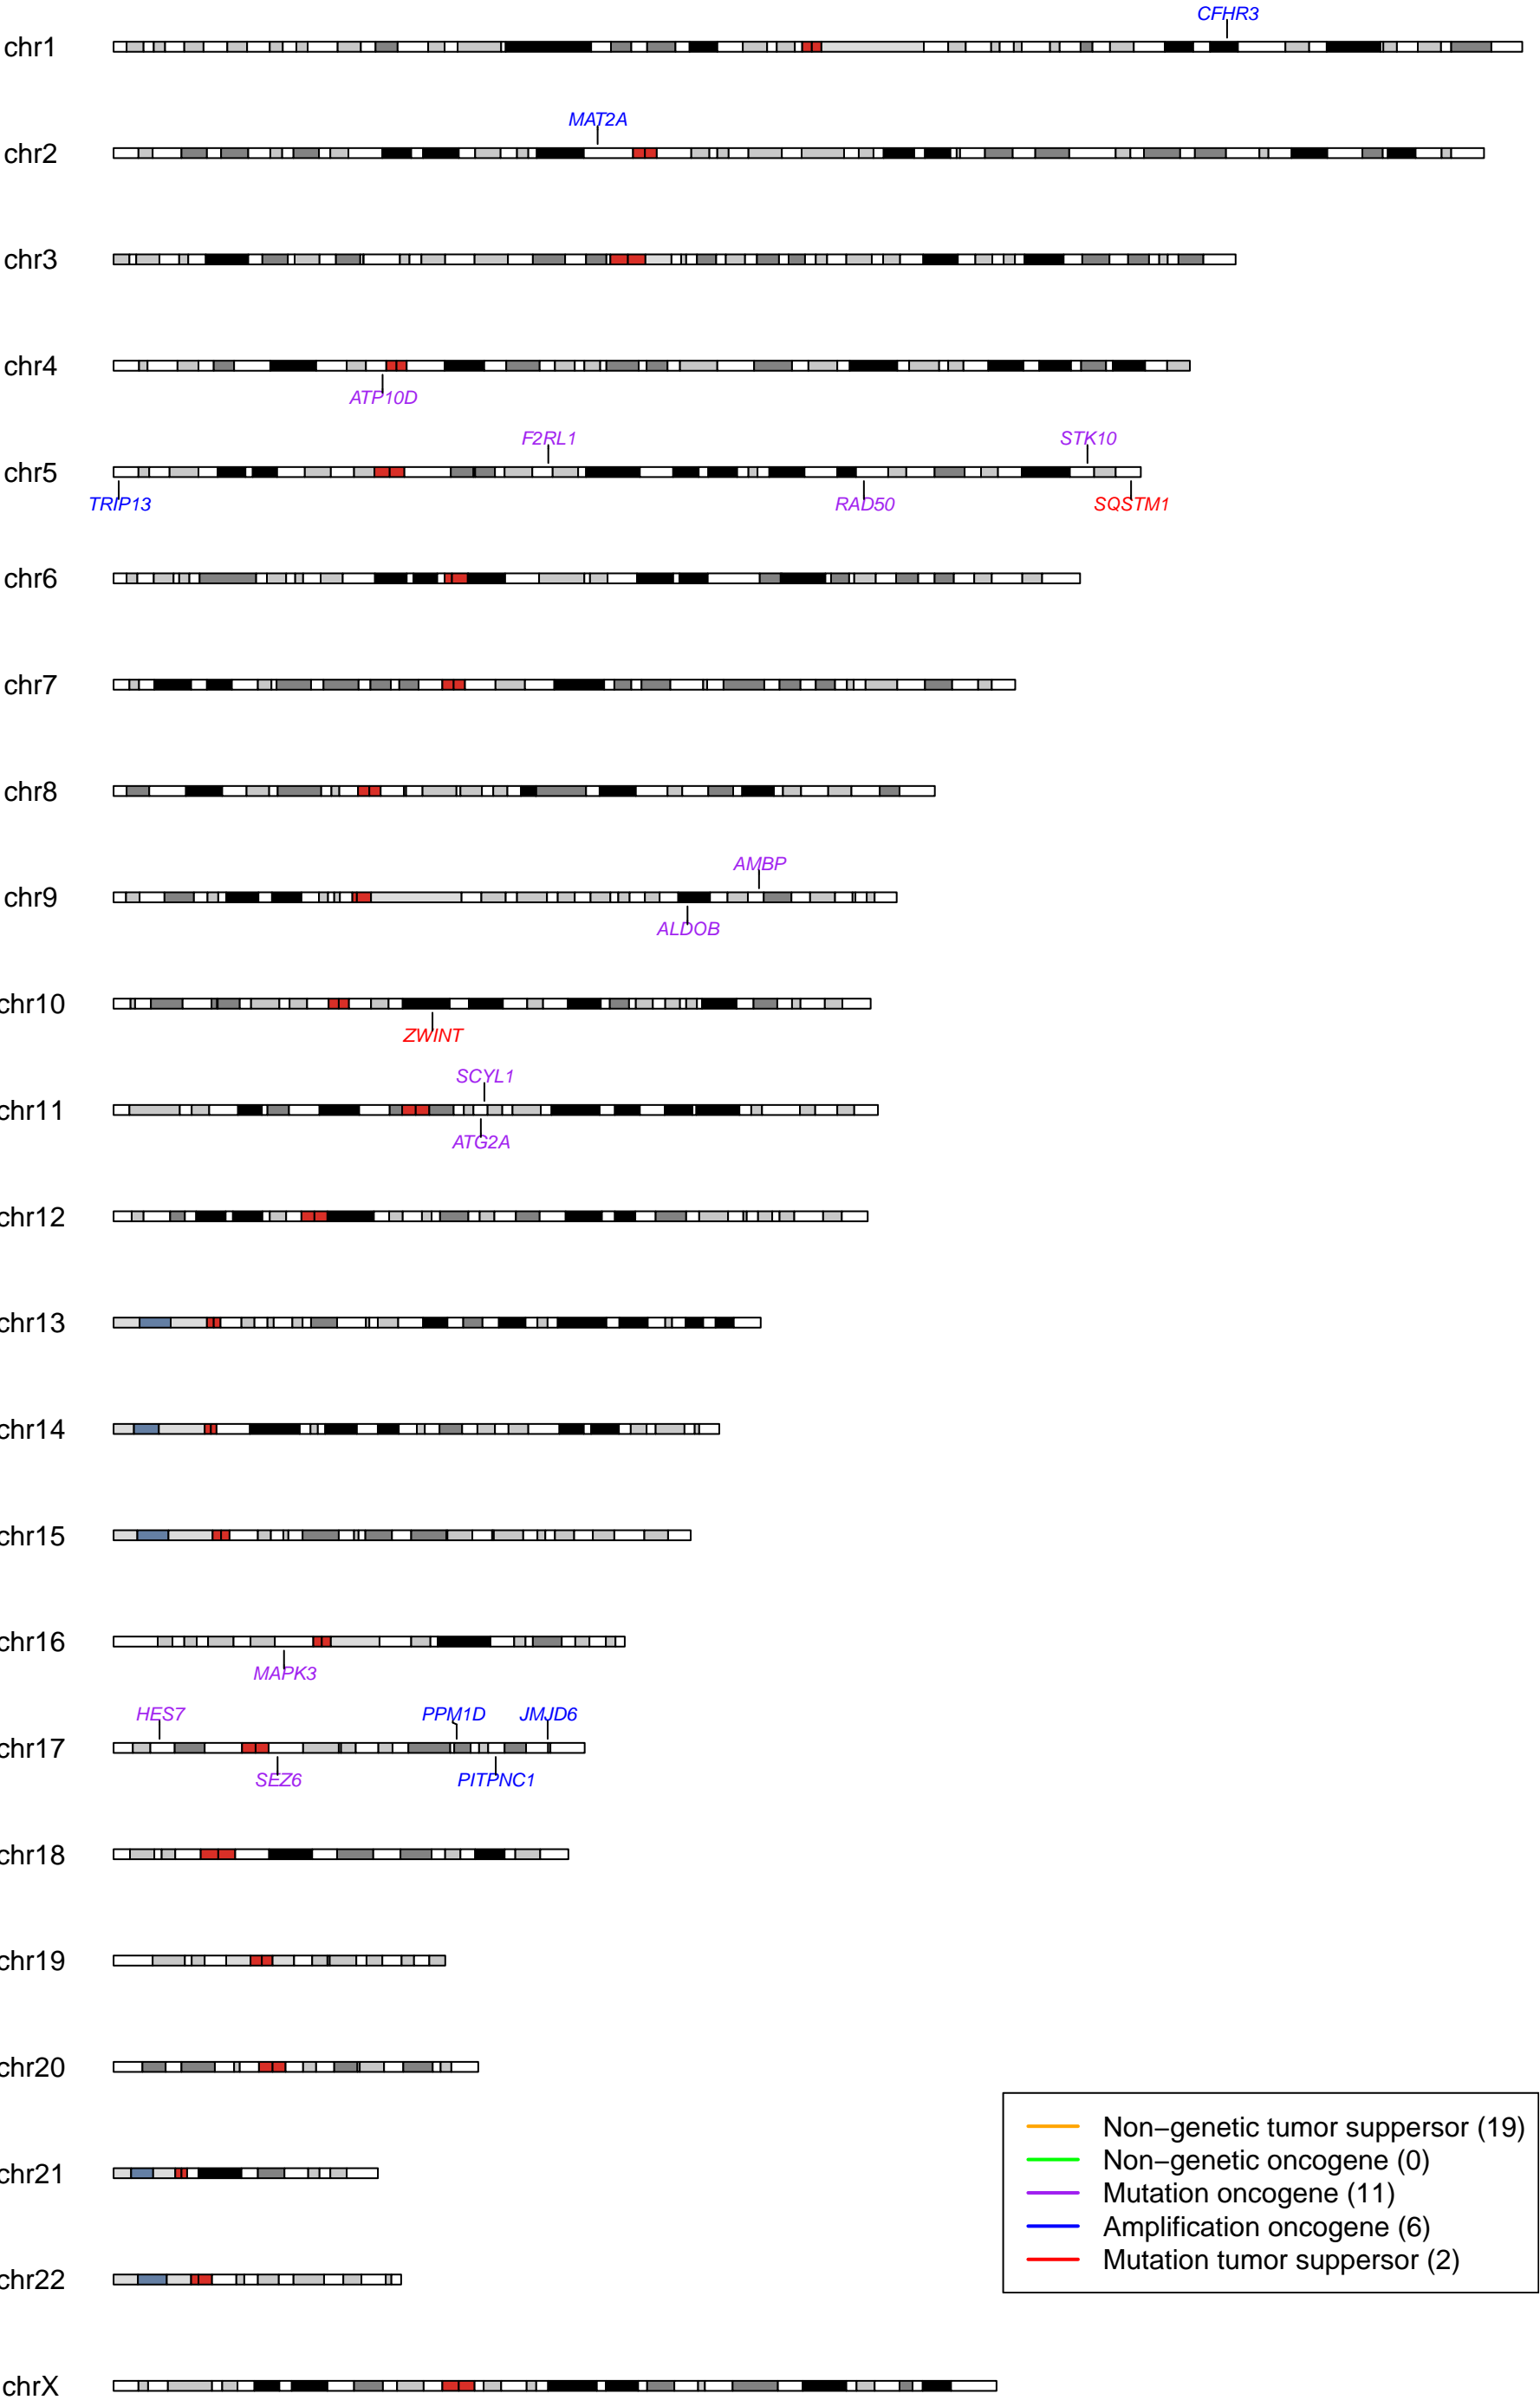 CFHR3
chr1
MAT2A
chr2
chr3
chr4
ATP10D
F2RL1 STK10
chr5
TRIP13 RAD50 SQSTM1
chr6
chr7
chr8
AMBP
chr9
ALDOB
chr10
ZWINT
SCYL1
chr11
ATG2A
chr12
chr13
chr14
chr15
chr16
MAPK3
HES7 PPM1D JMJD6
chr17
SEZ6 PITPNC1
chr18
chr19
chr20
chr21
chr22
chrX
Non−genetic tumor suppersor (19)
Non−genetic oncogene (0)
Mutation oncogene (11)
Amplification oncogene (6)
Mutation tumor suppersor (2)